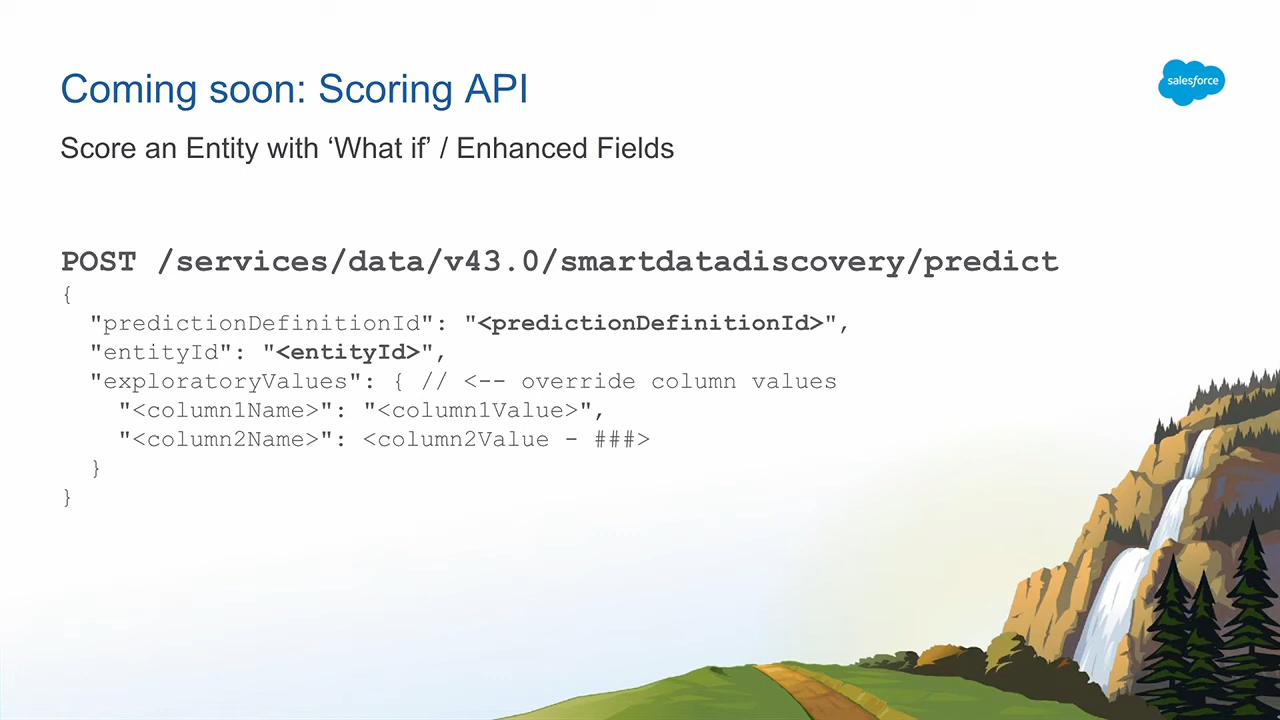 Coming soon: Scoring API
salesforce
Score an Entity with ‘What if’ / Enhanced Fields
POST /services/data/v43.0/smartdatadiscovery/predict
{
"predictionDefinitionId": "<predictionDefinitionId>",
"entityId": "<entityId>",
"exploratoryValues": { // <-- override column values
"<column1Name>": "<column1Value>",
"<column2Name>": <column2Value - ###>
}
}